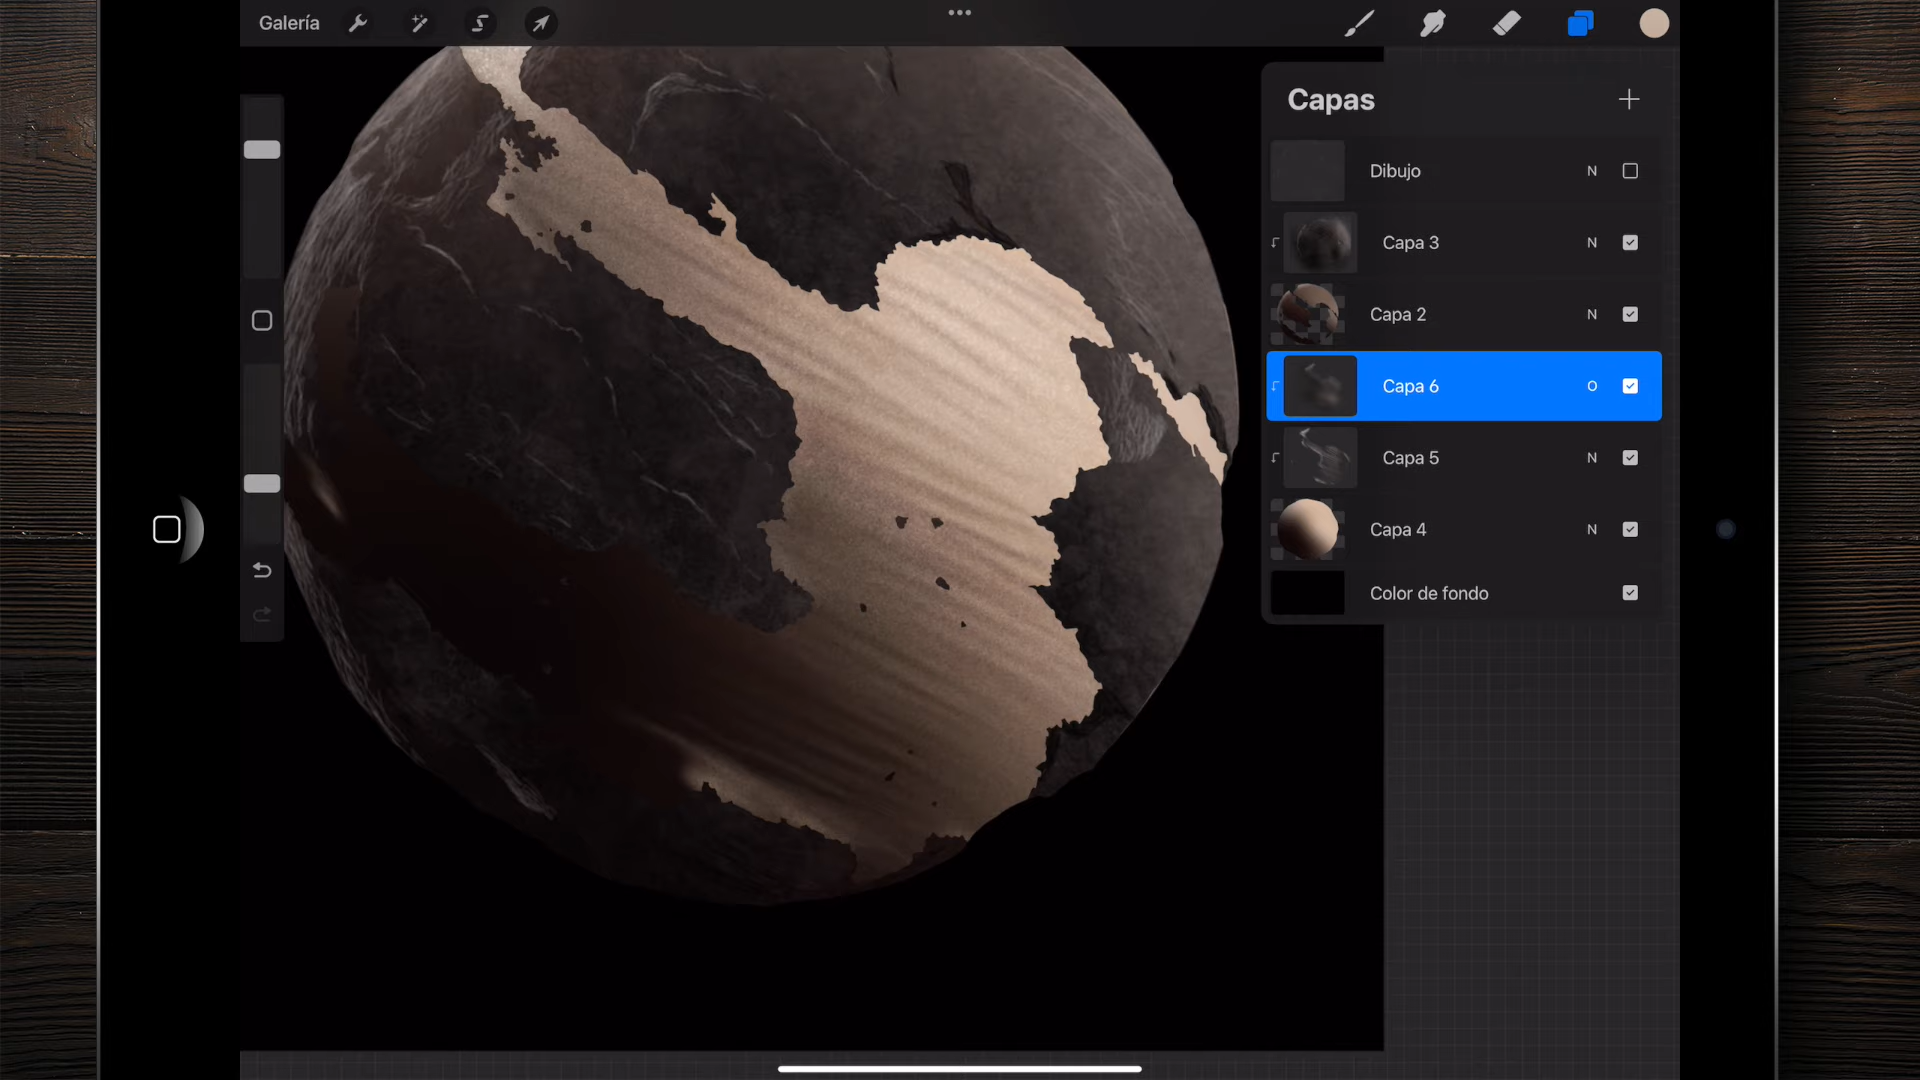 Galería
Capas
Dibujo N
Capa 3 N
Capa 2 N
Capa 6 O
Capa 5 N
Capa 4 N
Color de fondo